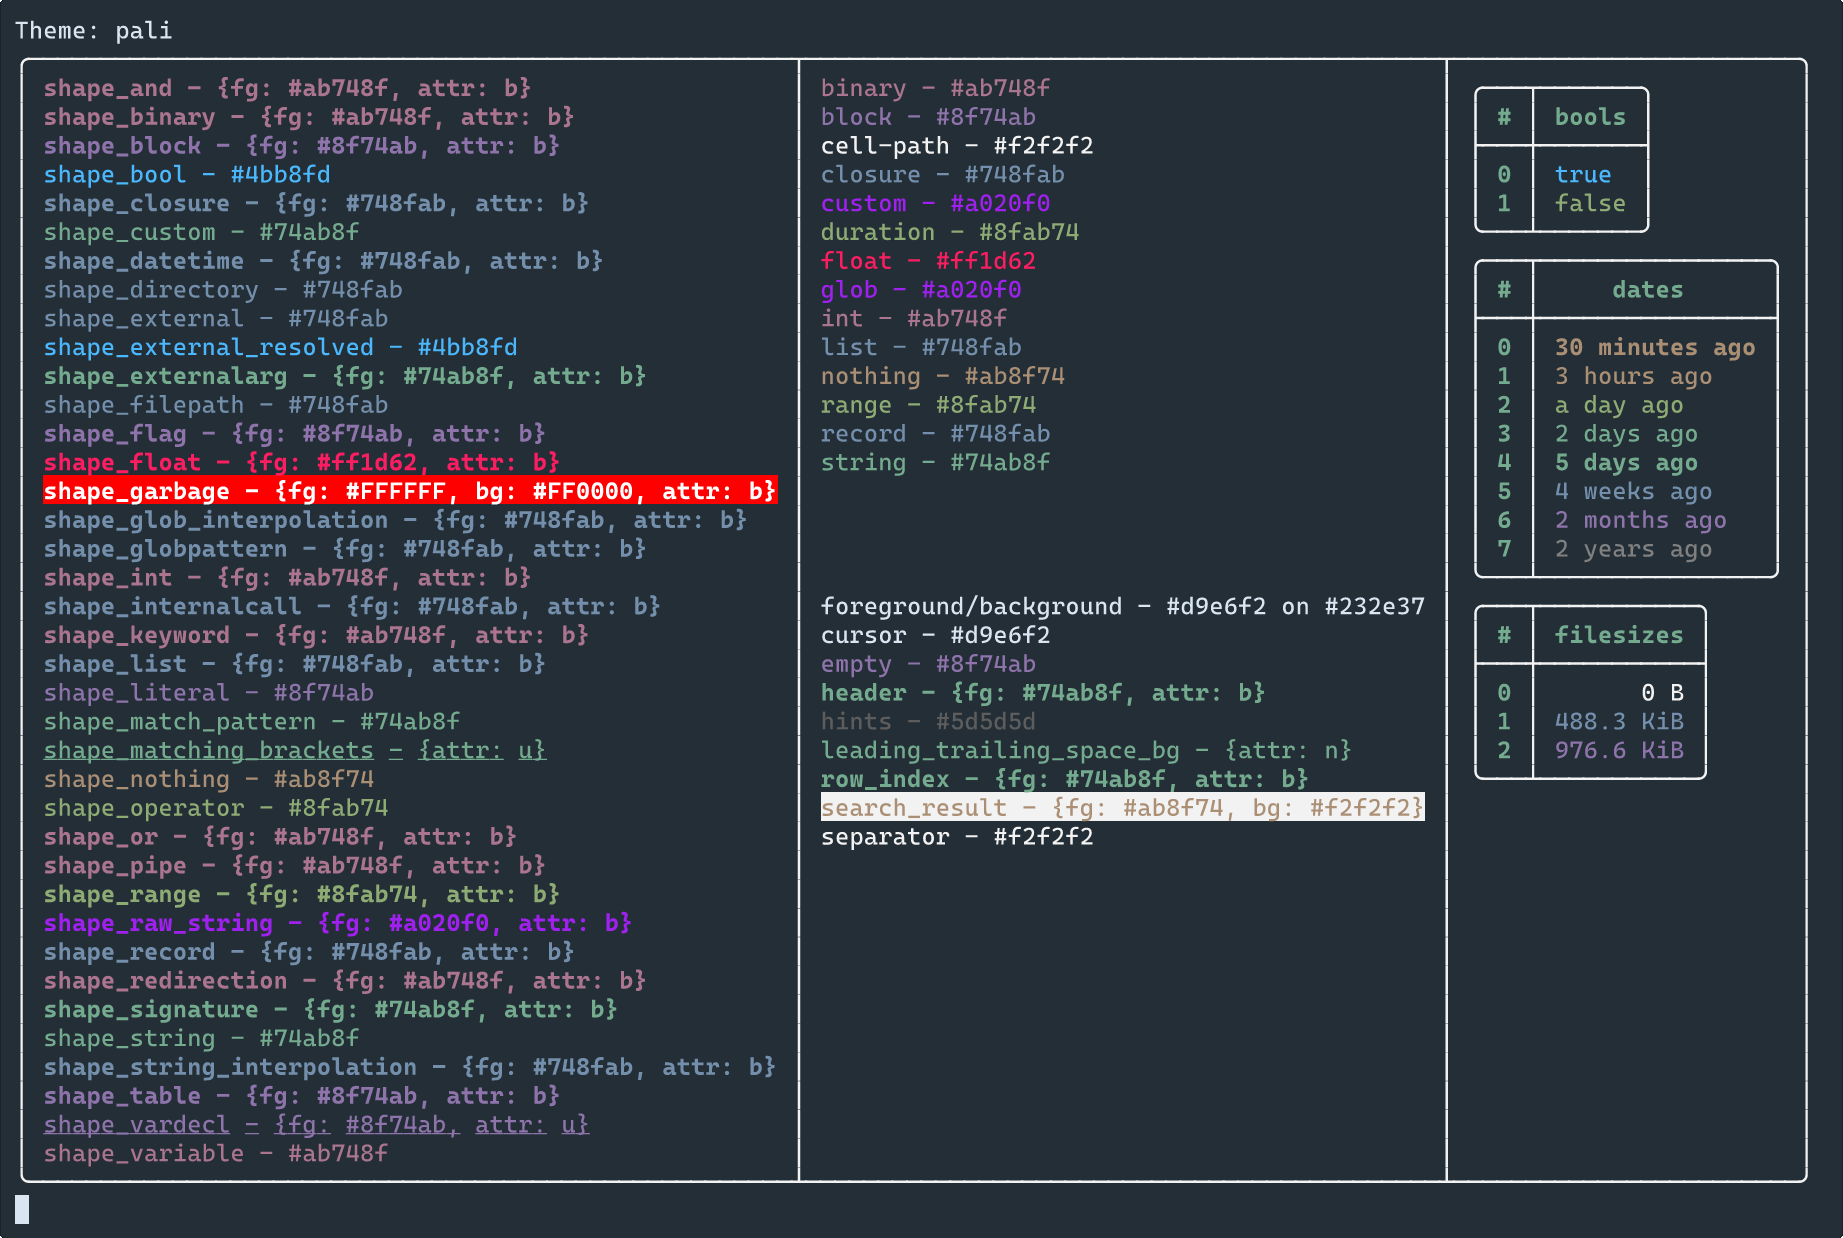 Theme: pali
shape_and - {fg: #ab748f, attr: b}
shape_binary - {fg: #ab748f, attr: b}
shape_block - {fg: #8f74ab, attr: b}
shape_bool - #4bb8fd
shape_closure - {fg: #748fab, attr: b}
shape_custom - #74ab8f
shape_datetime - {fg: #748fab, attr: b}
shape_directory - #748fab
shape_external - #748fab
shape_external_resolved - #4bb8fd
shape_externalarg - {fg: #74ab8f, attr: b}
shape_filepath - #748fab
shape_flag - {fg: #8f74ab, attr: b}
shape_float - {fg: #ff1d62, attr: b}
shape_garbage - {fg: #FFFFFF, bg: #FF0000, attr: b}
shape_glob_interpolation - {fg: #748fab, attr: b}
shape_globpattern - {fg: #748fab, attr: b}
shape_int - {fg: #ab748f, attr: b}
shape_internalcall - {fg: #748fab, attr: b}
shape_keyword - {fg: #ab748f, attr: b}
shape_list - {fg: #748fab, attr: b}
shape_literal - #8f74ab
shape_match_pattern - #74ab8f
shape_matching_brackets - {attr: u}
shape_nothing - #ab8f74
shape_operator - #8fab74
shape_or - {fg: #ab748f, attr: b}
shape_pipe - {fg: #ab748f, attr: b}
shape_range - {fg: #8fab74, attr: b}
shape_raw_string - {fg: #a020f0, attr: b}
shape_record - {fg: #748fab, attr: b}
shape_redirection - {fg: #ab748f, attr: b}
shape_signature - {fg: #74ab8f, attr: b}
shape_string - #74ab8f
shape_string_interpolation - {fg: #748fab, attr: b}
shape_table - {fg: #8f74ab, attr: b}
shape_vardecl - {fg: #8f74ab, attr: u}
shape_variable - #ab748f
binary - #ab748f
block - #8f74ab
cell-path - #f2f2f2
closure - #748fab
custom - #a020f0
duration - #8fab74
float - #ff1d62
glob - #a020f0
int - #ab748f
list - #748fab
nothing - #ab8f74
range - #8fab74
record - #748fab
string - #74ab8f
foreground/background - #d9e6f2 on #232e37
cursor - #d9e6f2
empty - #8f74ab
header - {fg: #74ab8f, attr: b}
hints - #5d5d5d
leading_trailing_space_bg - {attr: n}
row_index - {fg: #74ab8f, attr: b}
search_result - {fg: #ab8f74, bg: #f2f2f2}
separator - #f2f2f2
# bools
0 true
1 false
# dates
0 30 minutes ago
1 3 hours ago
2 a day ago
3 2 days ago
4 5 days ago
5 4 weeks ago
6 2 months ago
7 2 years ago
# filesizes
0 0 B
1 488.3 KiB
2 976.6 KiB